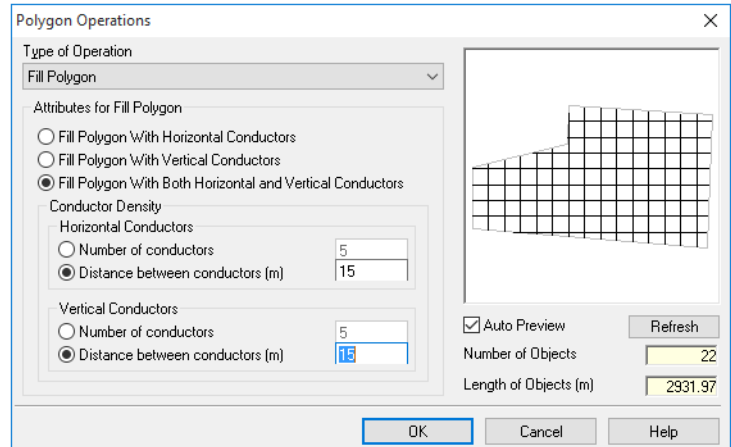 Polygon Operations
Type of Operation
Fill Polygon
Attributes for Fill Polygon
Fill Polygon With Horizontal Conductors
Fill Polygon With Vertical Conductors
Fill Polygon With Both Horizontal and Vertical Conductors
Conductor Density
Horizontal Conductors
Number of conductors 5
Distance between conductors (m) 15
Vertical Conductors
Number of conductors 5
Distance between conductors (m) 15
Auto Preview Refresh
Number of Objects 22
Length of Objects (m) 2931.97
OK Cancel Help